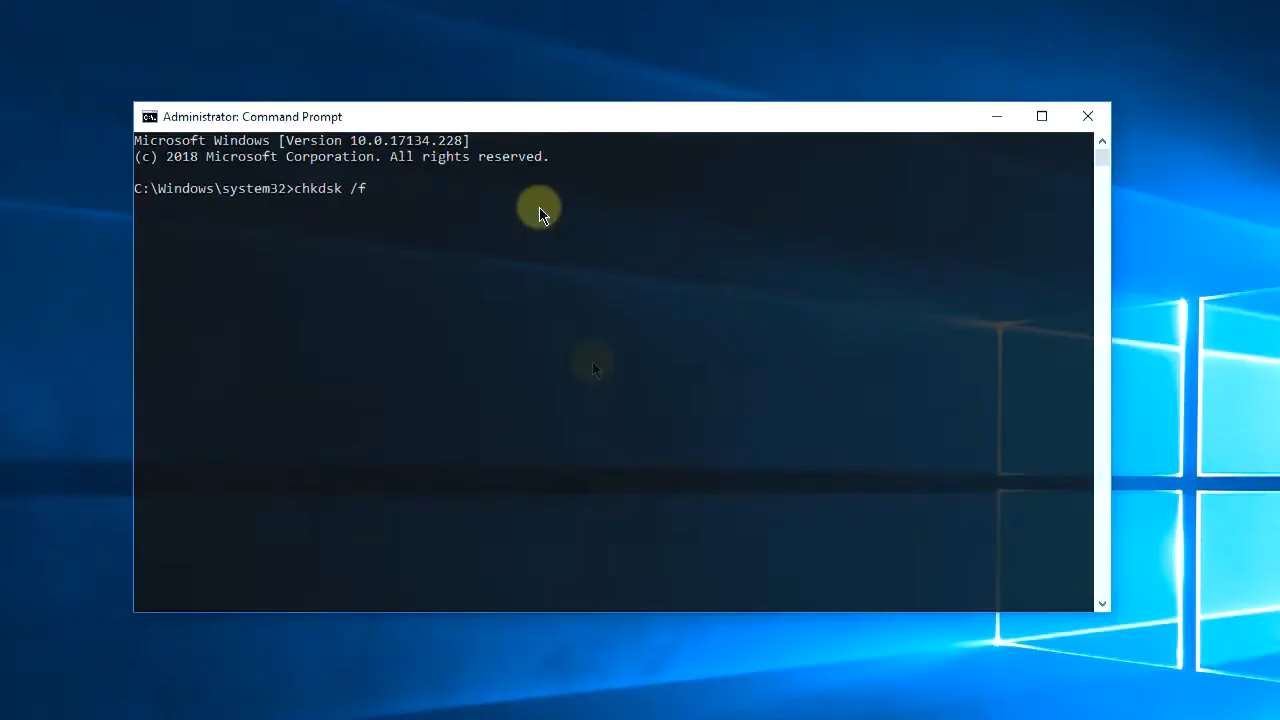 Administrator: Command Prompt
Microsoft Windows [Version 10.0.17134.228]
(c) 2018 Microsoft Corporation. All rights reserved.
C:\Windows\system32>chkdsk /f